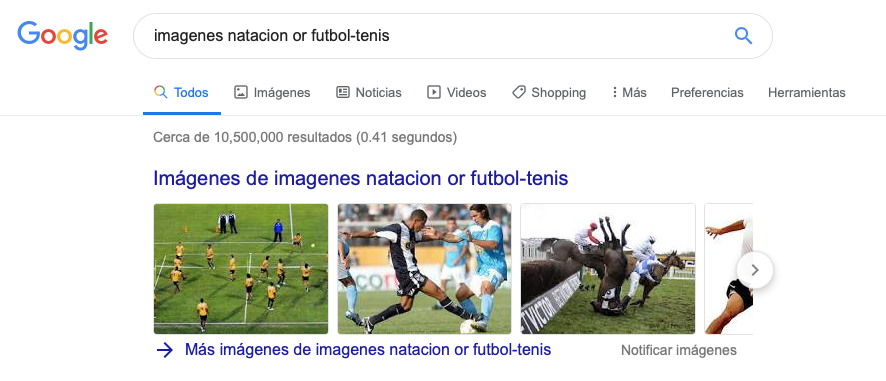 Google
imagenes natacion or futbol-tenis
Todos Imágenes Noticias Videos Shopping Más Preferencias Herramientas
Cerca de 10,500,000 resultados (0.41 segundos)
Imágenes de imagenes natacion or futbol-tenis
VICTOR
Más imágenes de imagenes natacion or futbol-tenis Notificar imágenes